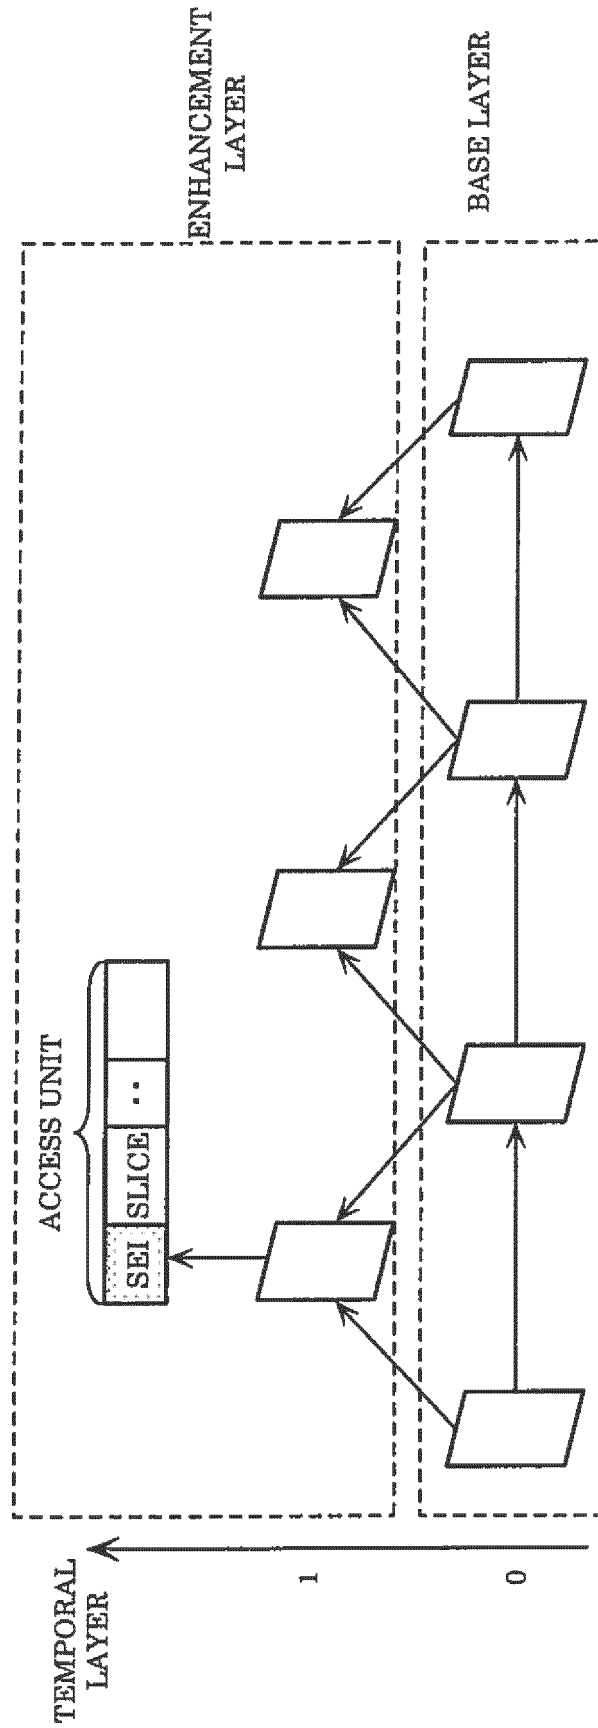 TEMPORAL
LAYER
1
0
ACCESS UNIT
SEI
SLICE
..
ENHANCEMENT
LAYER
BASE LAYER